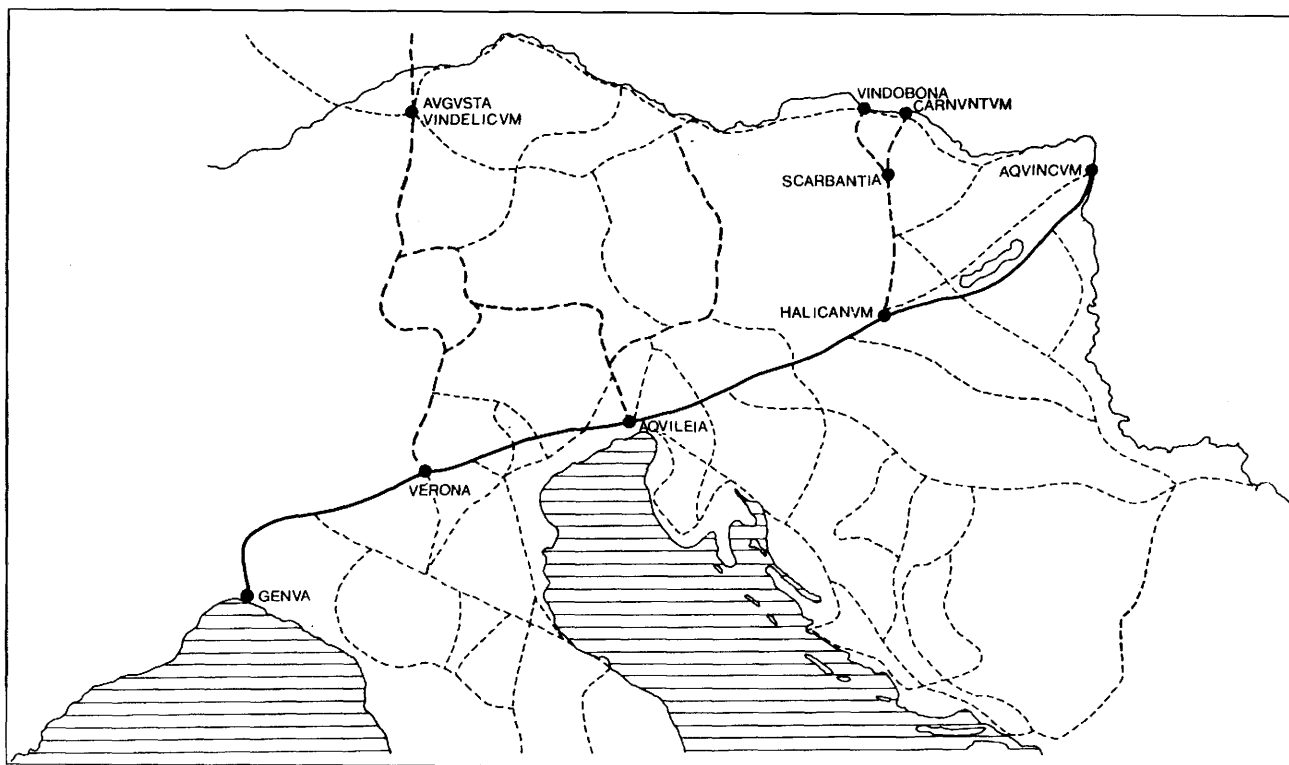 VINDOBONA
CARNVNTVM
AVGVSTA
VINDELICVM
SCARBANTIA
AQVINCVM
HALICANVM
AQVILEIA
VERONA
GENVA